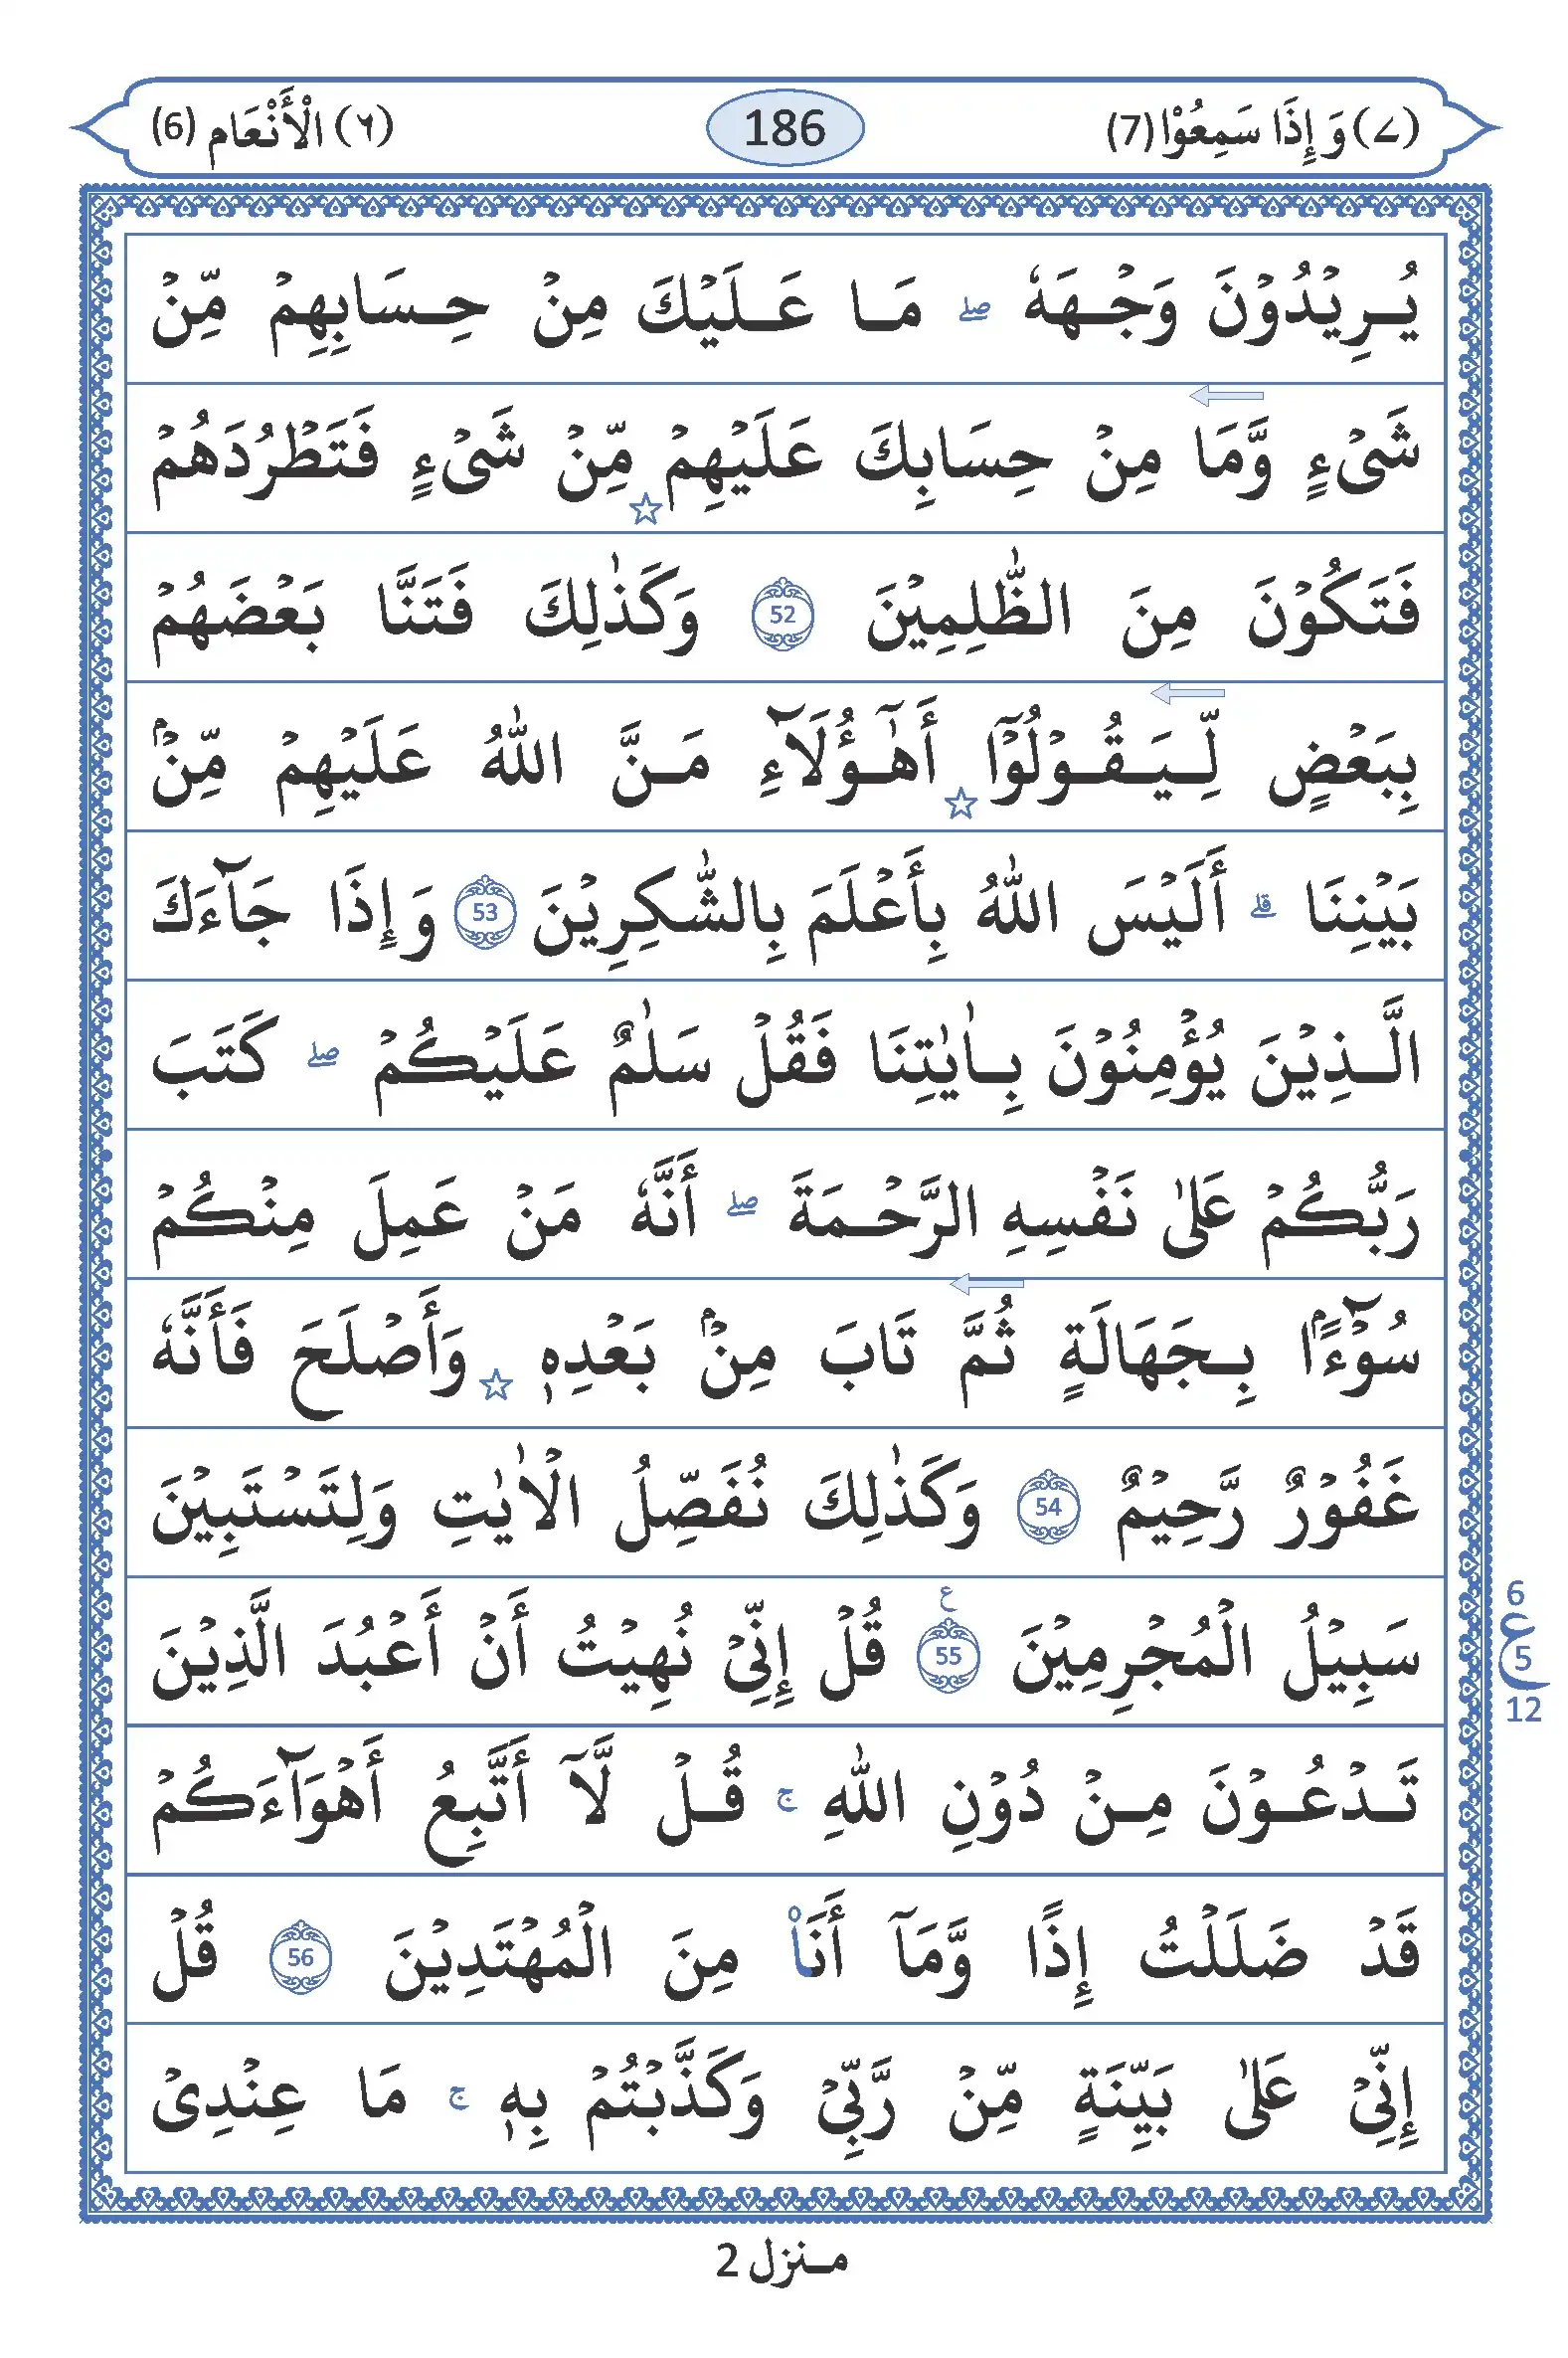 (٧) وَ إِذَا سَمِعُوْا (7) 186 (٦) الْأَنْعَام (6)
يُرِيْدُوْنَ وَجْهَهٗ ۖ مَا عَلَيْكَ مِنْ حِسَابِهِمْ مِّنْ
شَىْءٍ وَّمَا مِنْ حِسَابِكَ عَلَيْهِمْ ☆ مِّنْ شَىْءٍ فَتَطْرُدَهُمْ
فَتَكُوْنَ مِنَ الظّٰلِمِيْنَ 52 وَكَذٰلِكَ فَتَنَّا بَعْضَهُمْ
بِبَعْضٍ لِّيَقُوْلُوْٓا ☆ أَهٰٓؤُلَآءِ مَنَّ اللّٰهُ عَلَيْهِمْ مِّنْۢ
بَيْنِنَا ۗ أَلَيْسَ اللّٰهُ بِأَعْلَمَ بِالشّٰكِرِيْنَ 53 وَ إِذَا جَآءَكَ
الَّذِيْنَ يُؤْمِنُوْنَ بِاٰيٰتِنَا فَقُلْ سَلٰمٌ عَلَيْكُمْ ۖ كَتَبَ
رَبُّكُمْ عَلٰى نَفْسِهِ الرَّحْمَةَ ۖ أَنَّهٗ مَنْ عَمِلَ مِنْكُمْ
سُوْٓءًۢا بِجَهَالَةٍ ثُمَّ تَابَ مِنْۢ بَعْدِهٖ ☆ وَأَصْلَحَ فَأَنَّهٗ
غَفُوْرٌ رَّحِيْمٌ 54 وَكَذٰلِكَ نُفَصِّلُ الْاٰيٰتِ وَلِتَسْتَبِيْنَ
سَبِيْلُ الْمُجْرِمِيْنَ 55 ع قُلْ إِنِّىْ نُهِيْتُ أَنْ أَعْبُدَ الَّذِيْنَ
6 ع 5 12
تَدْعُوْنَ مِنْ دُوْنِ اللّٰهِ ۚ قُلْ لَّآ أَتَّبِعُ أَهْوَآءَكُمْ
قَدْ ضَلَلْتُ إِذًا وَّمَآ أَنَا۠ مِنَ الْمُهْتَدِيْنَ 56 قُلْ
إِنِّىْ عَلٰى بَيِّنَةٍ مِّنْ رَّبِّىْ وَكَذَّبْتُمْ بِهٖ ۚ مَا عِنْدِىْ
منزل 2